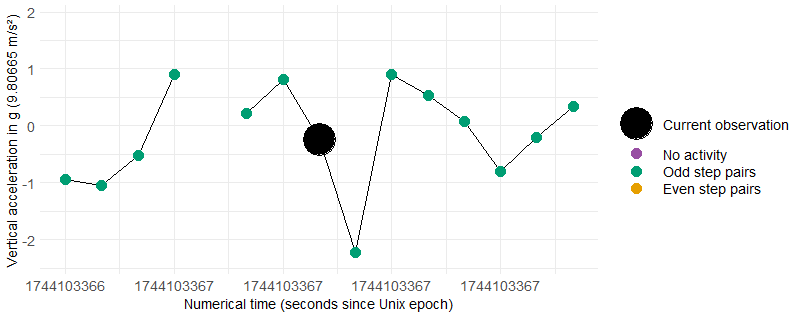 Vertical acceleration in g (9.80665 m/s²)
2
1
0
-1
-2
1744103366 1744103367 1744103367 1744103367 1744103367
Numerical time (seconds since Unix epoch)
Current observation
No activity
Odd step pairs
Even step pairs